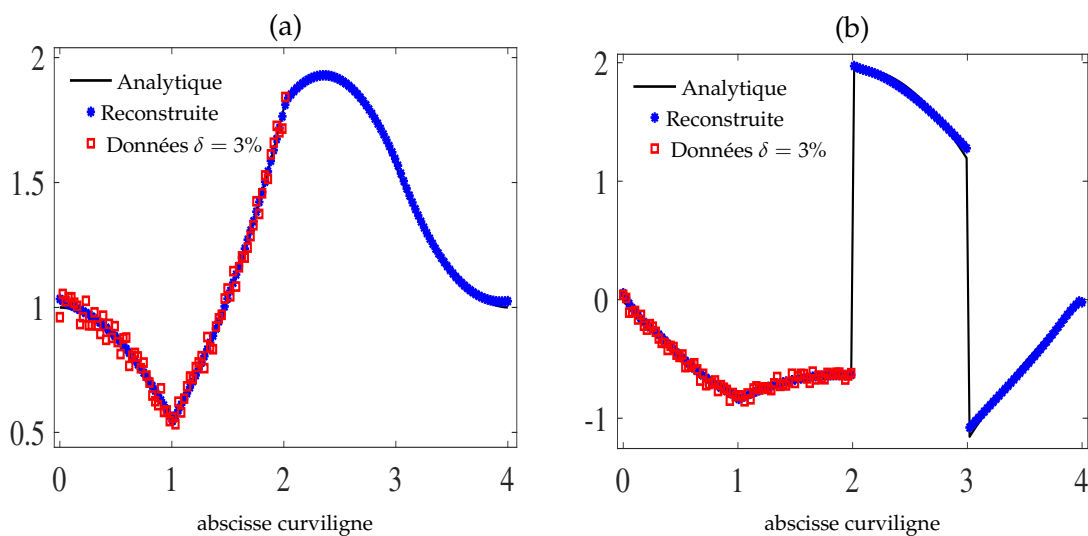 (a)
2
1.5
1
0.5
Analytique
Reconstruite
Données δ = 3%
0 1 2 3 4
abscisse curviligne
(b)
2
1
0
-1
Analytique
Reconstruite
Données δ = 3%
0 1 2 3 4
abscisse curviligne